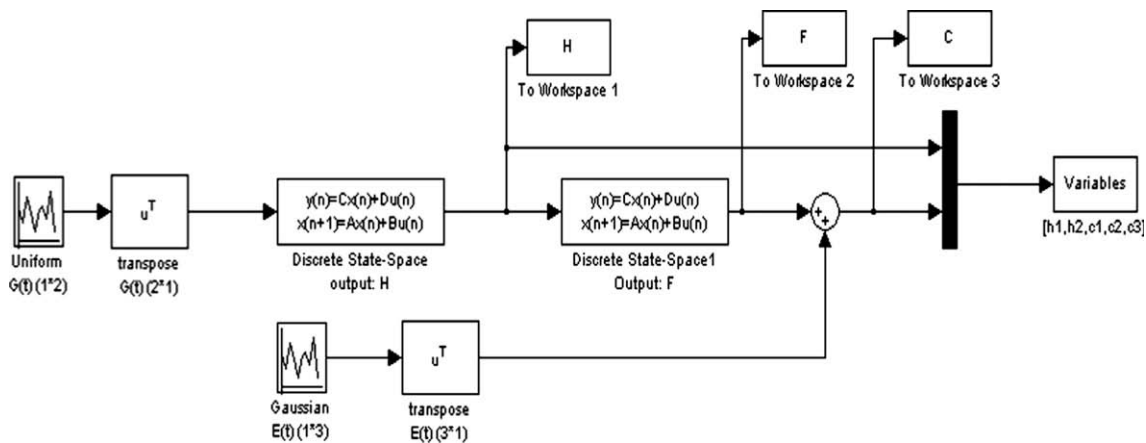 H
To Workspace 1
F
To Workspace 2
C
To Workspace 3
Uniform
G(t)(1*2)
u^T
transpose
G(t)(2*1)
y(n)=Cx(n)+Du(n)
x(n+1)=Ax(n)+Bu(n)
Discrete State-Space
output: H
y(n)=Cx(n)+Du(n)
x(n+1)=Ax(n)+Bu(n)
Discrete State-Space1
Output: F
+
+
Variables
[h1,h2,c1,c2,c3]
Gaussian
E(t)(1*3)
u^T
transpose
E(t)(3*1)